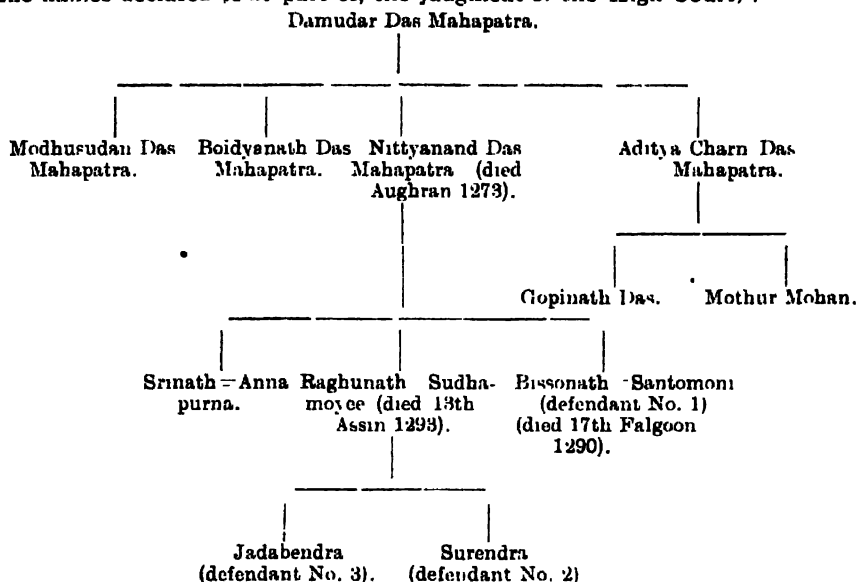 Damudar Das Mahapatra.
Modhusudan Das Boidyanath Das Nittyanand Das Aditya Charn Das
Mahapatra. Mahapatra. Mahapatra (died Mahapatra.
Aughran 1273).
Gopinath Das. Mothur Mohan.
Srinath=Anna Raghunath Sudha- Bissonath -Santomoni
purna. moyee (died 13th (defendant No. 1)
Assin 1293). (died 17th Falgoon
1290).
Jadabendra Surendra
(defendant No. 3). (defendant No. 2)